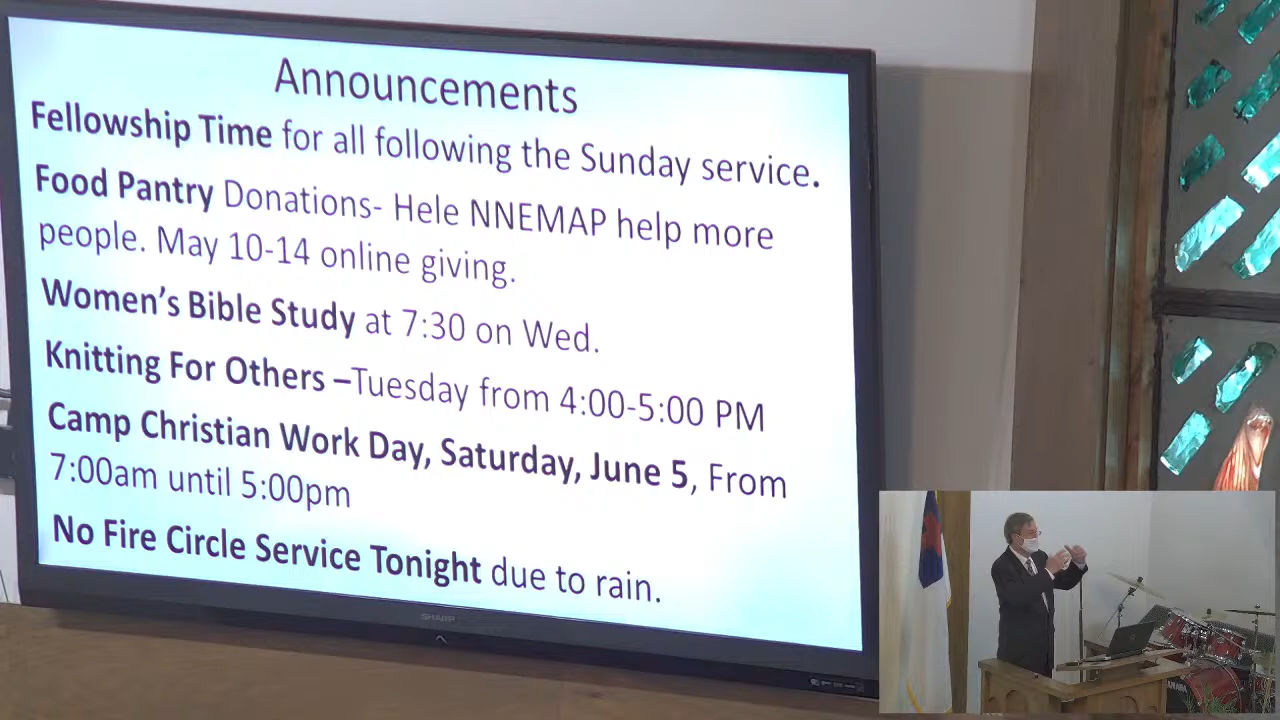 Announcements
Fellowship Time for all following the Sunday service.
Food Pantry Donations- Hele NNEMAP help more
people. May 10-14 online giving.
Women's Bible Study at 7:30 on Wed.
Knitting For Others –Tuesday from 4:00-5:00 PM
Camp Christian Work Day, Saturday, June 5, From
7:00am until 5:00pm
No Fire Circle Service Tonight due to rain.
SHARP